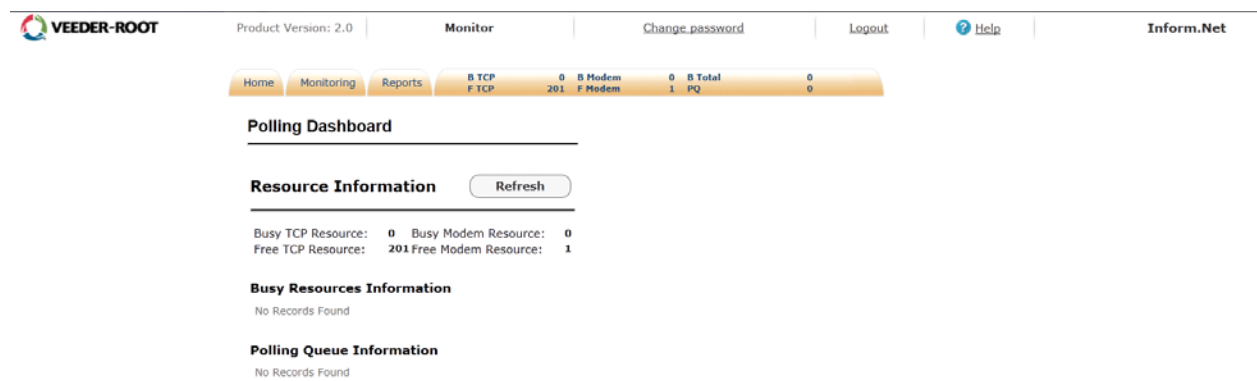 VEEDER-ROOT Product Version: 2.0 Monitor Change password Logout ? Help Inform.Net
Home Monitoring Reports
B TCP 0 B Modem 0 B Total 0
F TCP 201 F Modem 1 PQ 0
Polling Dashboard
Resource Information Refresh
Busy TCP Resource: 0 Busy Modem Resource: 0
Free TCP Resource: 201 Free Modem Resource: 1
Busy Resources Information
No Records Found
Polling Queue Information
No Records Found